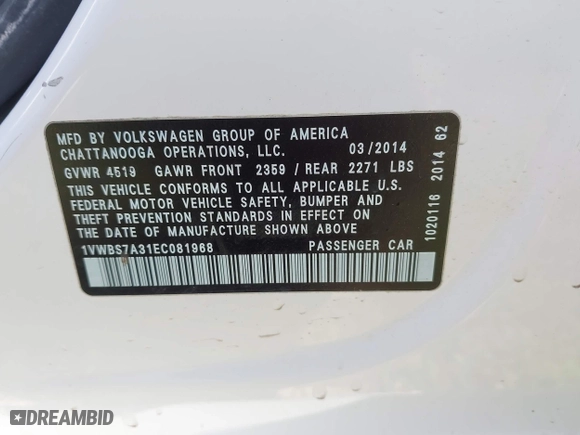 MFD BY VOLKSWAGEN GROUP OF AMERICA
CHATTANOOGA OPERATIONS, LLC. 03/2014
GVWR 4519 GAWR FRONT 2359 / REAR 2271 LBS
THIS VEHICLE CONFORMS TO ALL APPLICABLE U.S.
FEDERAL MOTOR VEHICLE SAFETY, BUMPER AND
THEFT PREVENTION STANDARDS IN EFFECT ON
THE DATE OF MANUFACTURE SHOWN ABOVE
1VWBS7A31EC081968 PASSENGER CAR
1020116 2014 62
DREAMBID